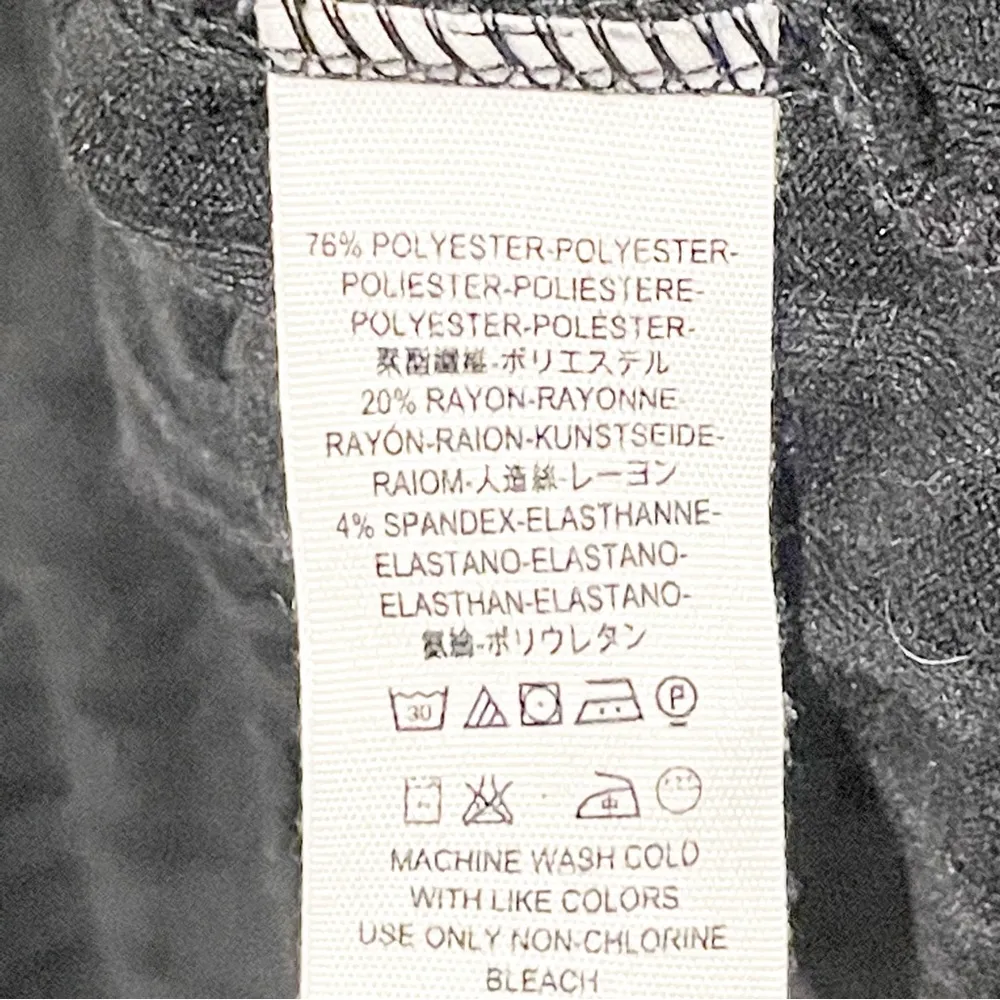 76% POLYESTER-POLYESTER-
POLIESTER-POLIESTERE-
POLYESTER-POLÉSTER-
聚酯纖維-ポリエステル
20% RAYON-RAYONNE
RAYÓN-RAION-KUNSTSEIDE-
RAIOM-人造絲-レーヨン
4% SPANDEX-ELASTHANNE-
ELASTANO-ELASTANO-
ELASTHAN-ELASTANO-
氨綸-ポリウレタン
30 P
中
MACHINE WASH COLD
WITH LIKE COLORS
USE ONLY NON-CHLORINE
BLEACH